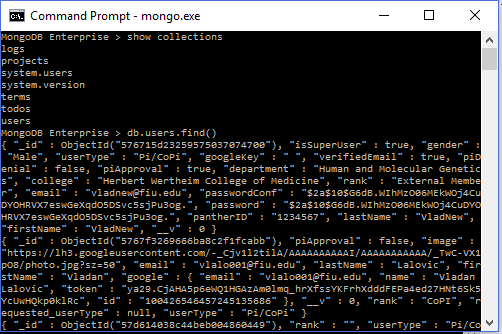 Command Prompt - mongo.exe
MongoDB Enterprise > show collections
logs
projects
system.users
system.version
terms
todos
users
MongoDB Enterprise > db.users.find()
{ "_id" : ObjectId("576715d23259575037074700"), "isSuperUser" : true, "gender" :
"Male", "userType" : "Pi/CoPi", "googleKey" : " ", "verifiedEmail" : true, "piD
enial" : false, "piApproval" : true, "department" : "Human and Molecular Genetic
s", "college" : "Herbert Wertheim College of Medicine", "rank" : "External Membe
r", "email" : "vladnew@fiu.edu", "passwordConf" : "$2a$10$G6dB.WIhMzO06MEkWOj4Cu
DYOHRVX7eswGeXqdO5DSvc5sjPu3og.", "password" : "$2a$10$G6dB.WIhMzO06MEkWOj4CuDYO
HRVX7eswGeXqdO5DSvc5sjPu3og.", "pantherID" : "1234567", "lastName" : "VladNew",
"firstName" : "VladNew", "__v" : 0 }
{ "_id" : ObjectId("5767f3269666ba8c2f1fcabb"), "piApproval" : false, "image" :
"https://lh3.googleusercontent.com/-_Cjv1l2tilA/AAAAAAAAAAI/AAAAAAAAAAA/_TwC-VX1
pO8/photo.jpg?sz=50", "email" : "vlalo001@fiu.edu", "lastName" : "Lalovic", "fir
stName" : "Vladan", "google" : { "email" : "vlalo001@fiu.edu", "name" : "Vladan
Lalovic", "token" : "ya29.CjAHA5p6eWQ1HGAzAm0lmq_hrXfssYKFrhXdddFEPa4ed27HNt6Sk5
YcUwHQkp0klRc", "id" : "100426546457245135686" }, "__v" : 0, "rank" : "CoPI", "r
equested_userType" : null, "userType" : "Pi/CoPi" }
{ "_id" : ObjectId("57d614038c44beb004860449"), "rank" : "", "userType" : "Pi/Co